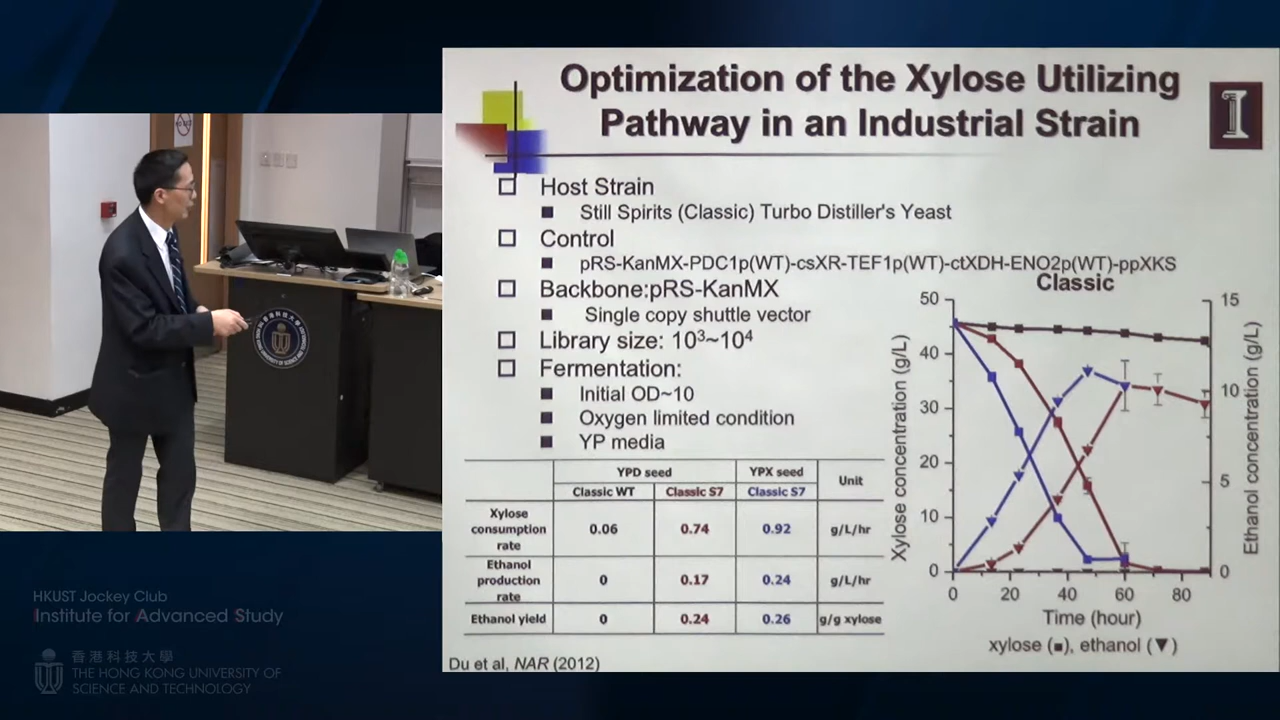 Optimization of the Xylose Utilizing
Pathway in an Industrial Strain
Host Strain
Still Spirits (Classic) Turbo Distiller's Yeast
Control
pRS-KanMX-PDC1p(WT)-csXR-TEF1p(WT)-ctXDH-ENO2p(WT)-ppXKS
Backbone:pRS-KanMX
Single copy shuttle vector
Library size: 10³~10⁴
Fermentation:
Initial OD~10
Oxygen limited condition
YP media
YPD seed YPX seed Unit
Classic WT Classic S7 Classic S7
Xylose
consumption
rate
0.06 0.74 0.92 g/L/hr
Ethanol
production
rate
0 0.17 0.24 g/L/hr
Ethanol yield 0 0.24 0.26 g/g xylose
Du et al, NAR (2012)
Classic
Xylose concentration (g/L)
50
40
30
20
10
0
15
10
5
0
Ethanol concentration (g/L)
0 20 40 60 80
Time (hour)
xylose (■), ethanol (▼)
HKUST Jockey Club
Institute for Advanced Study
香港科技大學
THE HONG KONG UNIVERSITY OF
SCIENCE AND TECHNOLOGY